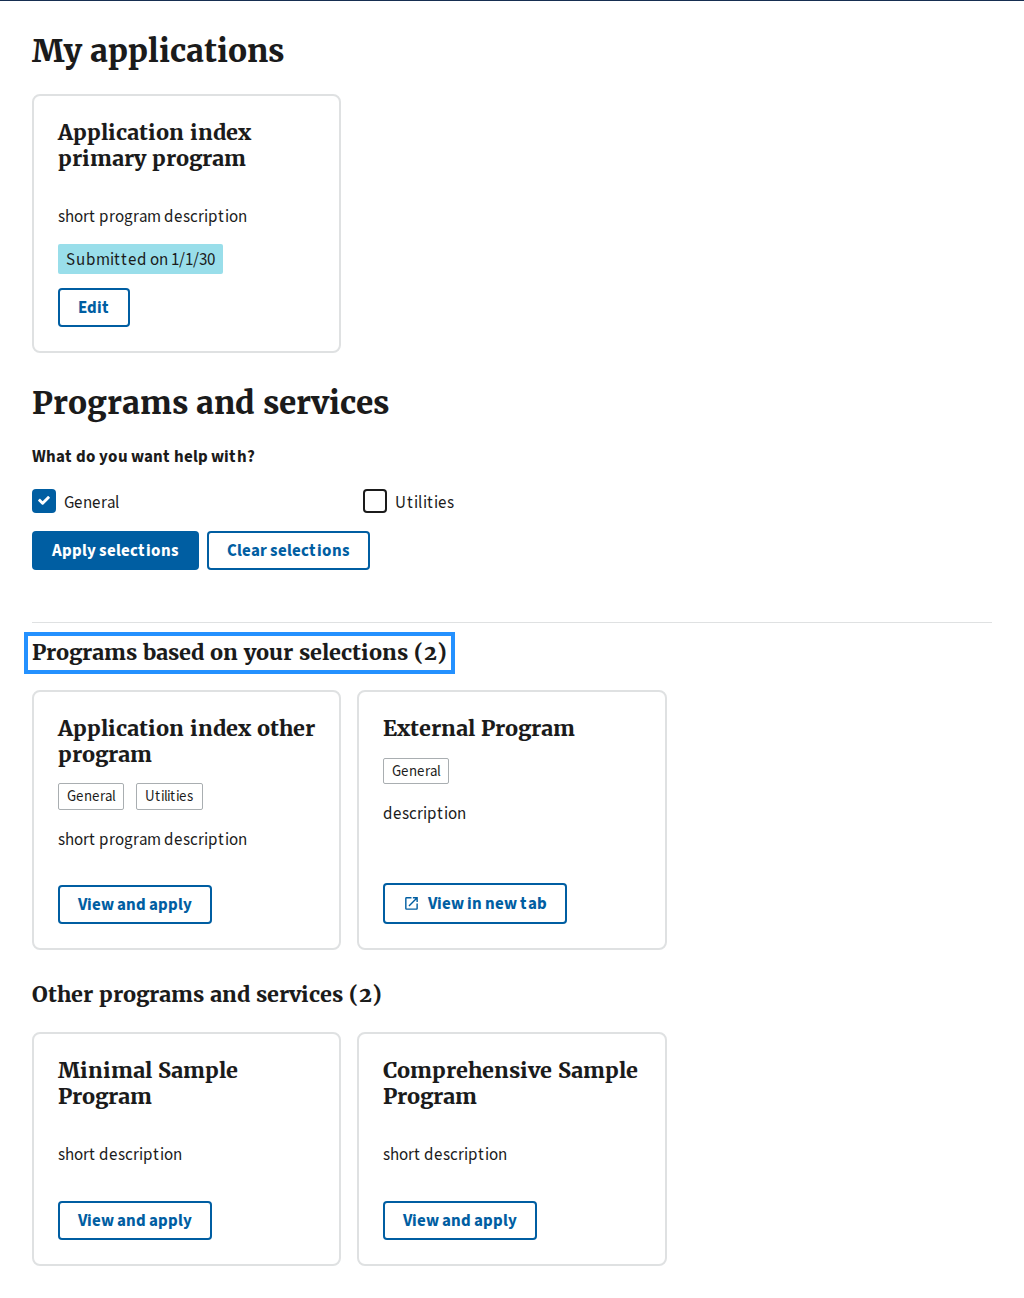 My applications
Application index
primary program
short program description
Submitted on 1/1/30
Edit
Programs and services
What do you want help with?
General
Utilities
Apply selections
Clear selections
Programs based on your selections (2)
Application index other
program
General
Utilities
short program description
View and apply
External Program
General
description
View in new tab
Other programs and services (2)
Minimal Sample
Program
short description
View and apply
Comprehensive Sample
Program
short description
View and apply